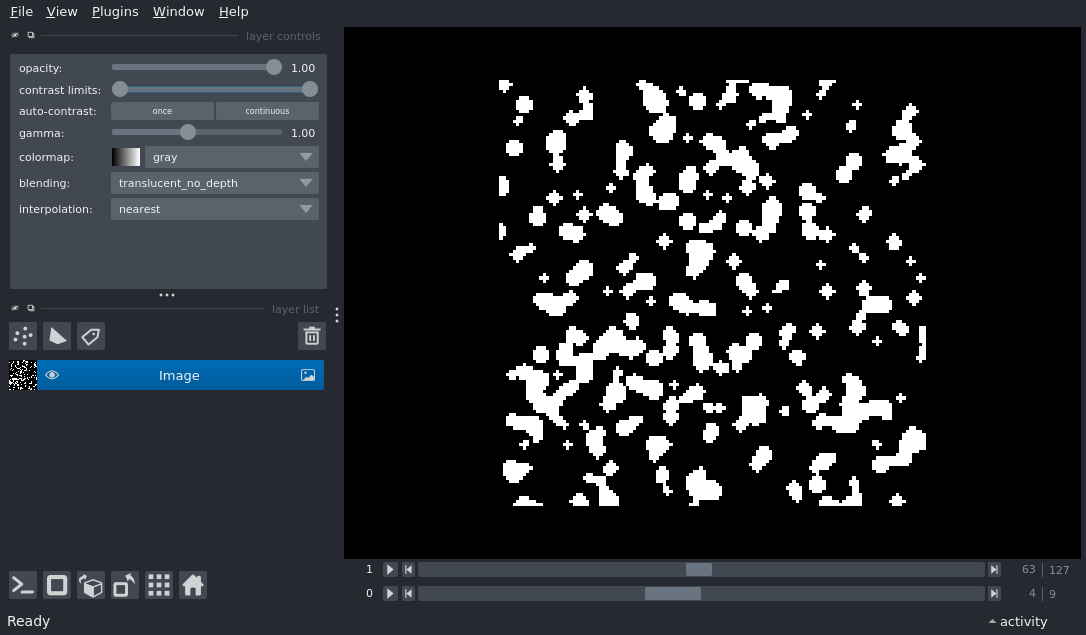 File View Plugins Window Help
layer controls
opacity: 1.00
contrast limits:
auto-contrast: once continuous
gamma: 1.00
colormap: gray
blending: translucent_no_depth
interpolation: nearest
layer list
Image
1 63 127
0 4 9
Ready activity